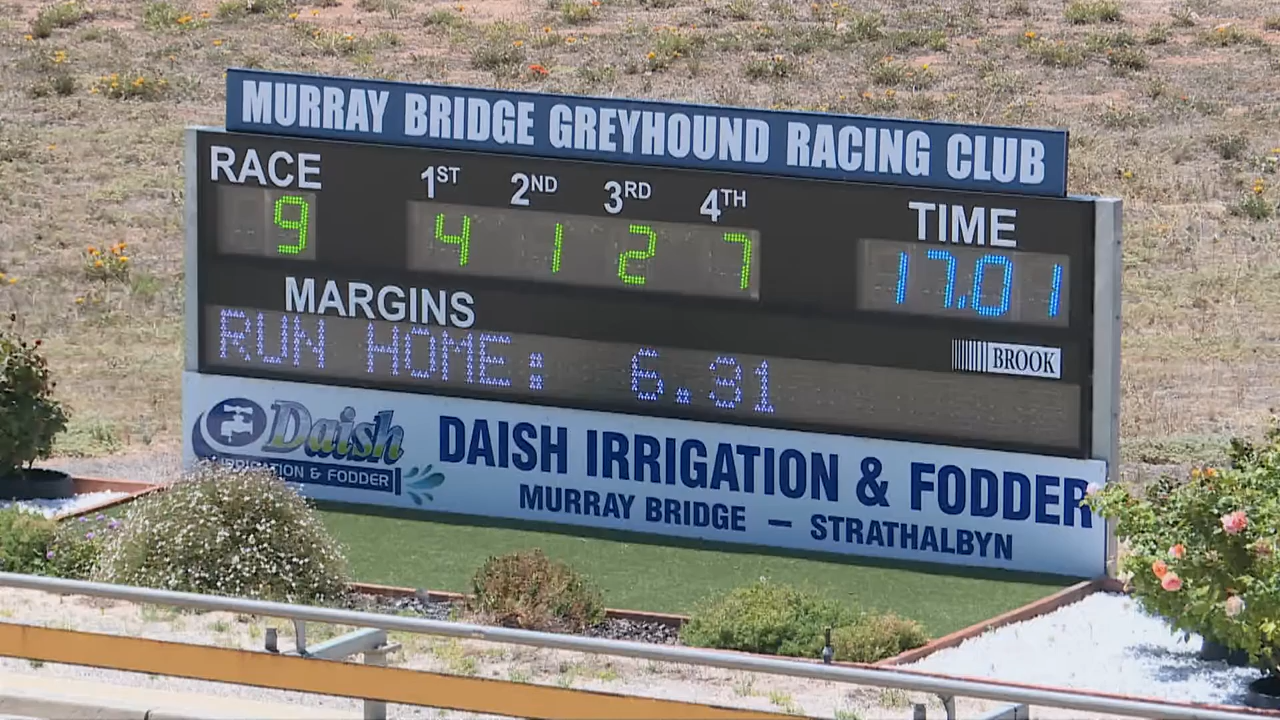 MURRAY BRIDGE GREYHOUND RACING CLUB
RACE 1ST 2ND 3RD 4TH TIME
9 4 1 2 7 17.01
MARGINS
BROOK
RUN HOME: 6.31
Daish
IRRIGATION & FODDER
DAISH IRRIGATION & FODDER
MURRAY BRIDGE – STRATHALBYN